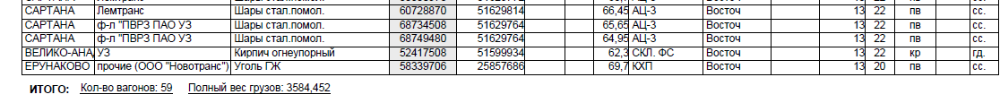 САРТАНА Лемтранс Шары стал.помол. 60728870 51629814 66,45 АЦ-3 Восточ 13 22 пв сс.
САРТАНА ф-л "ПВРЗ ПАО УЗ Шары стал.помол. 68734508 51629764 65,65 АЦ-3 Восточ 13 22 пв сс.
САРТАНА ф-л "ПВРЗ ПАО УЗ Шары стал.помол. 68749480 51629764 64,95 АЦ-3 Восточ 13 22 пв сс.
ВЕЛИКО-АНАД УЗ Кирпич огнеупорный 52417508 51599934 62,3 СКЛ. ФС Восточ 13 22 кр гд.
ЕРУНАКОВО прочие (ООО "Новотранс") Уголь ГЖ 58339706 25857686 69,7 КХП Восточ 13 20 пв сс.
ИТОГО: Кол-во вагонов: 59 Полный вес грузов: 3584,452